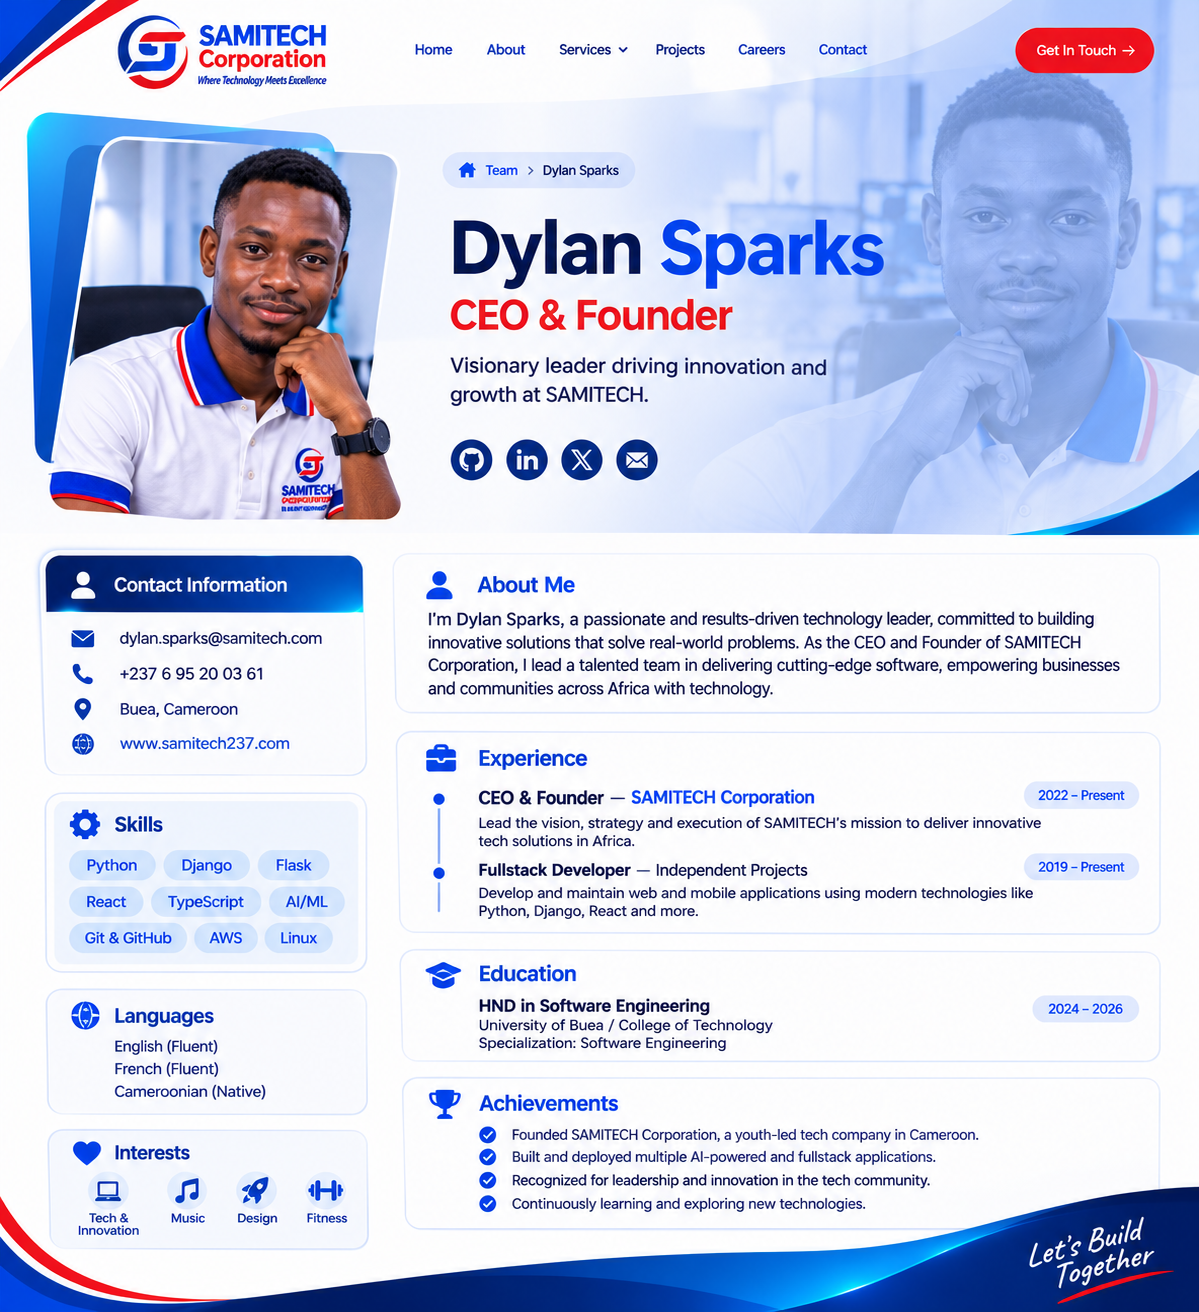 SAMITECH
Corporation
Where Technology Meets Excellence
Home
About
Services
Projects
Careers
Contact
Get In Touch →
Team > Dylan Sparks
Dylan Sparks
CEO & Founder
Visionary leader driving innovation and
growth at SAMITECH.
in
X
SAMITECH
Contact Information
dylan.sparks@samitech.com
+237 6 95 20 03 61
Buea, Cameroon
www.samitech237.com
Skills
Python
Django
Flask
React
TypeScript
AI/ML
Git & GitHub
AWS
Linux
Languages
English (Fluent)
French (Fluent)
Cameroonian (Native)
Interests
Tech &
Innovation
Music
Design
Fitness
About Me
I'm Dylan Sparks, a passionate and results-driven technology leader, committed to building
innovative solutions that solve real-world problems. As the CEO and Founder of SAMITECH
Corporation, I lead a talented team in delivering cutting-edge software, empowering businesses
and communities across Africa with technology.
Experience
CEO & Founder — SAMITECH Corporation
2022 – Present
Lead the vision, strategy and execution of SAMITECH's mission to deliver innovative
tech solutions in Africa.
Fullstack Developer — Independent Projects
2019 – Present
Develop and maintain web and mobile applications using modern technologies like
Python, Django, React and more.
Education
HND in Software Engineering
2024 – 2026
University of Buea / College of Technology
Specialization: Software Engineering
Achievements
Founded SAMITECH Corporation, a youth-led tech company in Cameroon.
Built and deployed multiple AI-powered and fullstack applications.
Recognized for leadership and innovation in the tech community.
Continuously learning and exploring new technologies.
Let's Build
Together